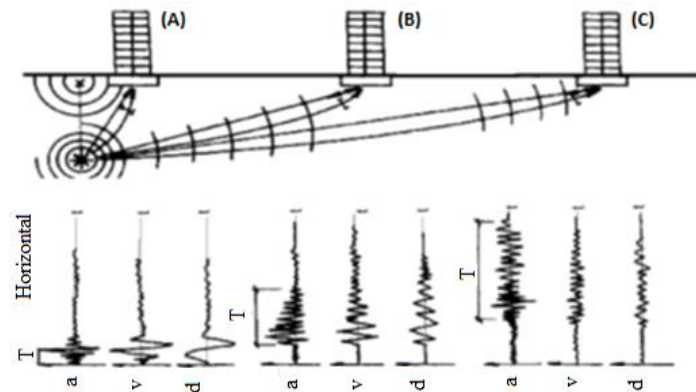 (A) (B) (C)
Horizontal
T
T
T
t t t t t t t t t
a v d a v d a v d